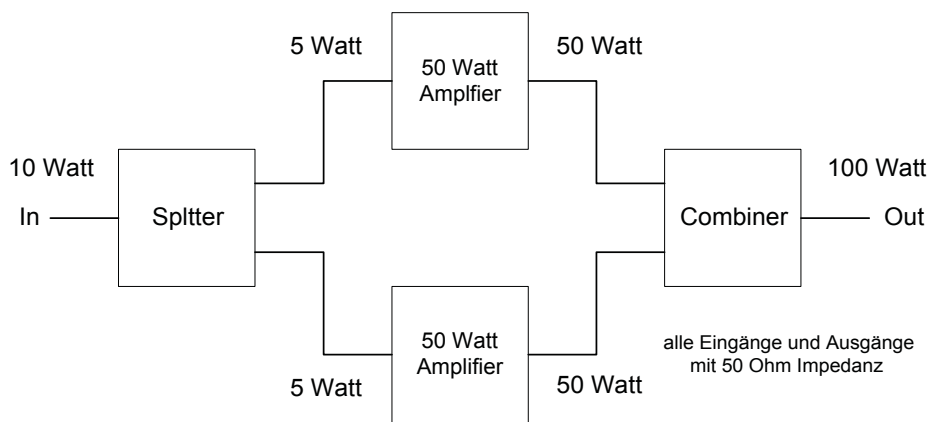 5 Watt
50 Watt
50 Watt
Amplfier
10 Watt
100 Watt
In
Spltter
Combiner
Out
50 Watt
Amplifier
5 Watt
50 Watt
alle Eingänge und Ausgänge
mit 50 Ohm Impedanz